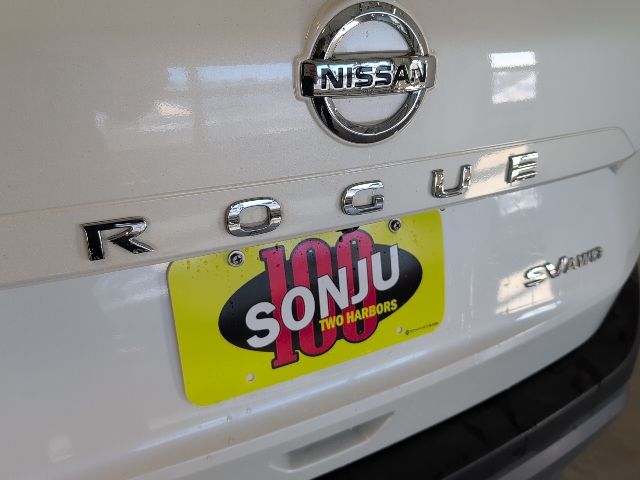 NISSAN
ROGUE
100
SONJU
TWO HARBORS
SV AWD